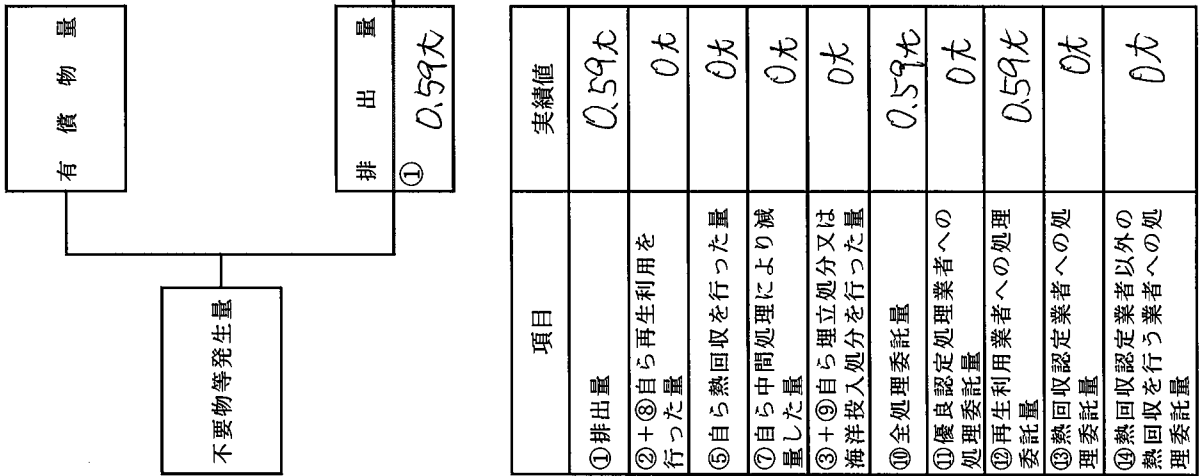 有償物量
不要物等発生量
排出量
①
0.59t
項目
実績値
①排出量
0.59t
②+⑧自ら再生利用を
行った量
0t
⑤自ら熱回収を行った量
0t
⑦自ら中間処理により減
量した量
0t
③+⑨自ら埋立処分又は
海洋投入処分を行った量
0t
⑩全処理委託量
0.59t
⑪優良認定処理業者への
処理委託量
0t
⑫再生利用業者への処理
委託量
0.59t
⑬熱回収認定業者への処
理委託量
0t
⑭熱回収認定業者以外の
熱回収を行う業者への処
理委託量
0t